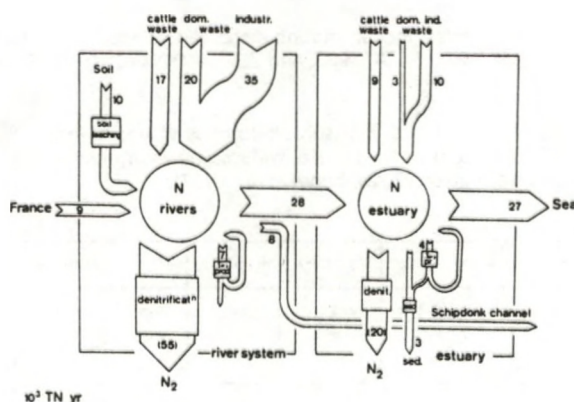 cattle waste
dom. waste
industr.
cattle waste
dom. ind. waste
17
20
35
9
3
10
Soil
10
soil leaching
N rivers
N estuary
France
9
28
27
Sea
8
4
denitrificatⁿ
denit.
Schipdonk channel
(55)
(20)
3
river system
sed.
estuary
N₂
N₂
10³ TN yr